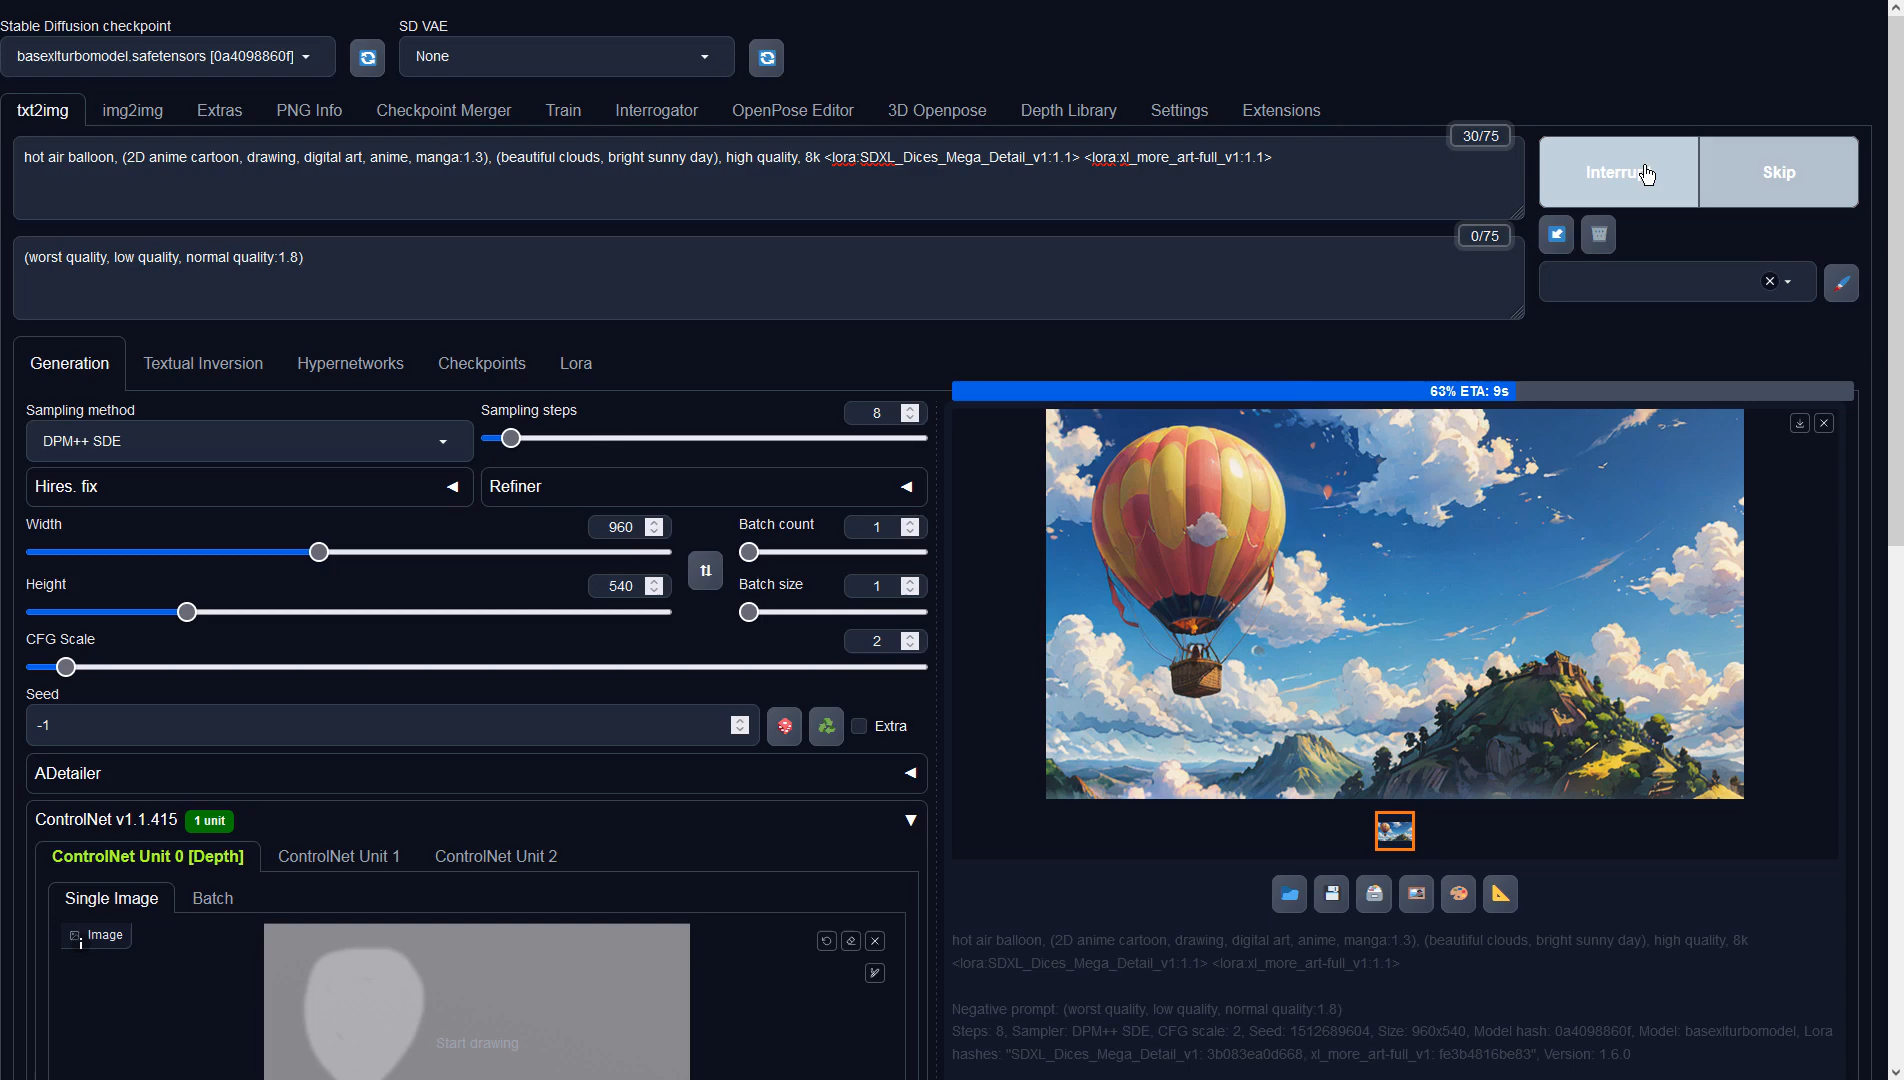 Stable Diffusion checkpoint
SD VAE
basexlturbomodel.safetensors [0a4098860f]
None
txt2img
img2img
Extras
PNG Info
Checkpoint Merger
Train
Interrogator
OpenPose Editor
3D Openpose
Depth Library
Settings
Extensions
30/75
hot air balloon, (2D anime cartoon, drawing, digital art, anime, manga:1.3), (beautiful clouds, bright sunny day), high quality, 8k <lora:SDXL_Dices_Mega_Detail_v1:1.1> <lora:xl_more_art-full_v1:1.1>
Skip
0/75
(worst quality, low quality, normal quality:1.8)
Generation
Textual Inversion
Hypernetworks
Checkpoints
Lora
63% ETA: 9s
Sampling method
Sampling steps
8
DPM++ SDE
Hires. fix
Refiner
Width
960
Batch count
1
Height
540
Batch size
1
CFG Scale
2
Seed
-1
Extra
ADetailer
ControlNet v1.1.415
1 unit
ControlNet Unit 0 [Depth]
ControlNet Unit 1
ControlNet Unit 2
Single Image
Batch
Image
Start drawing
hot air balloon, (2D anime cartoon, drawing, digital art, anime, manga:1.3), (beautiful clouds, bright sunny day), high quality, 8k
<lora:SDXL_Dices_Mega_Detail_v1:1.1> <lora:xl_more_art-full_v1:1.1>
Negative prompt: (worst quality, low quality, normal quality:1.8)
Steps: 8, Sampler: DPM++ SDE, CFG scale: 2, Seed: 1512689604, Size: 960x540, Model hash: 0a4098860f, Model: basexlturbomodel, Lora
hashes: "SDXL_Dices_Mega_Detail_v1: 3b083ea0d668, xl_more_art-full_v1: fe3b4816be83", Version: 1.6.0